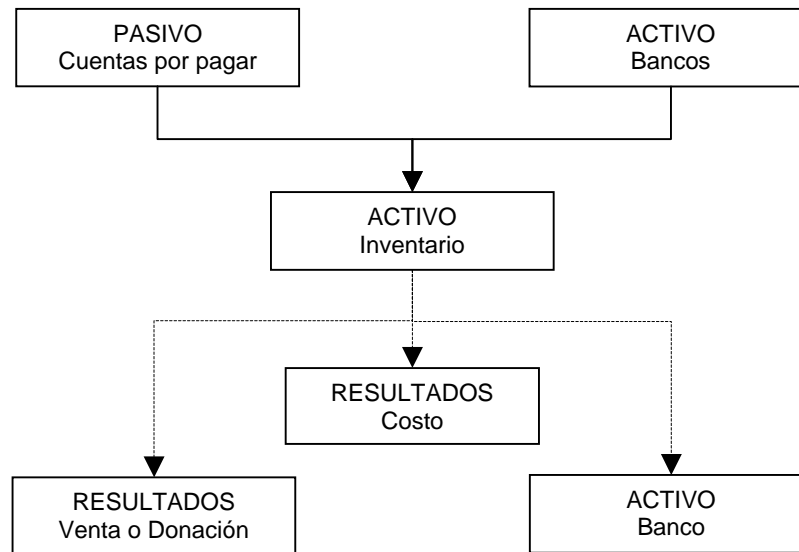 PASIVO
Cuentas por pagar
ACTIVO
Bancos
ACTIVO
Inventario
RESULTADOS
Costo
RESULTADOS
Venta o Donación
ACTIVO
Banco